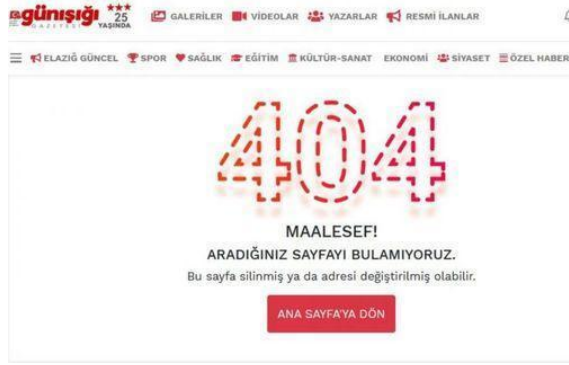 günışığı
GAZETESİ
25
YAŞINDA
GALERİLER VİDEOLAR YAZARLAR RESMİ İLANLAR
ELAZIĞ GÜNCEL SPOR SAĞLIK EĞİTİM KÜLTÜR-SANAT EKONOMİ SİYASET ÖZEL HABER
404
MAALESEF!
ARADIĞINIZ SAYFAYI BULAMIYORUZ.
Bu sayfa silinmiş ya da adresi değiştirilmiş olabilir.
ANA SAYFA'YA DÖN